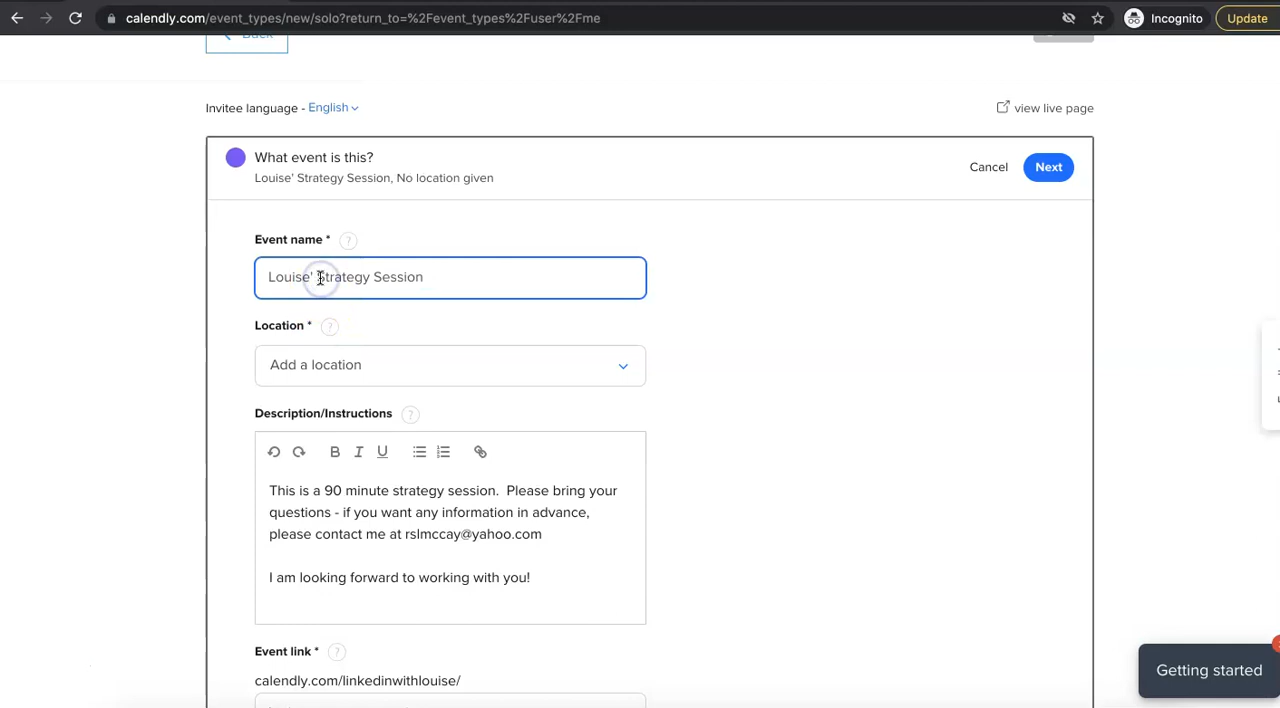 calendly.com/event_types/new/solo?return_to=%2Fevent_types%2Fuser%2Fme
Incognito
Update
Back
Invitee language - English
view live page
What event is this?
Louise' Strategy Session, No location given
Cancel
Next
Event name *
?
Louise' Strategy Session
Location *
?
Add a location
Description/Instructions
?
B I U
This is a 90 minute strategy session.  Please bring your
questions - if you want any information in advance,
please contact me at rslmccay@yahoo.com
I am looking forward to working with you!
Event link *
?
calendly.com/linkedinwithlouise/
Getting started